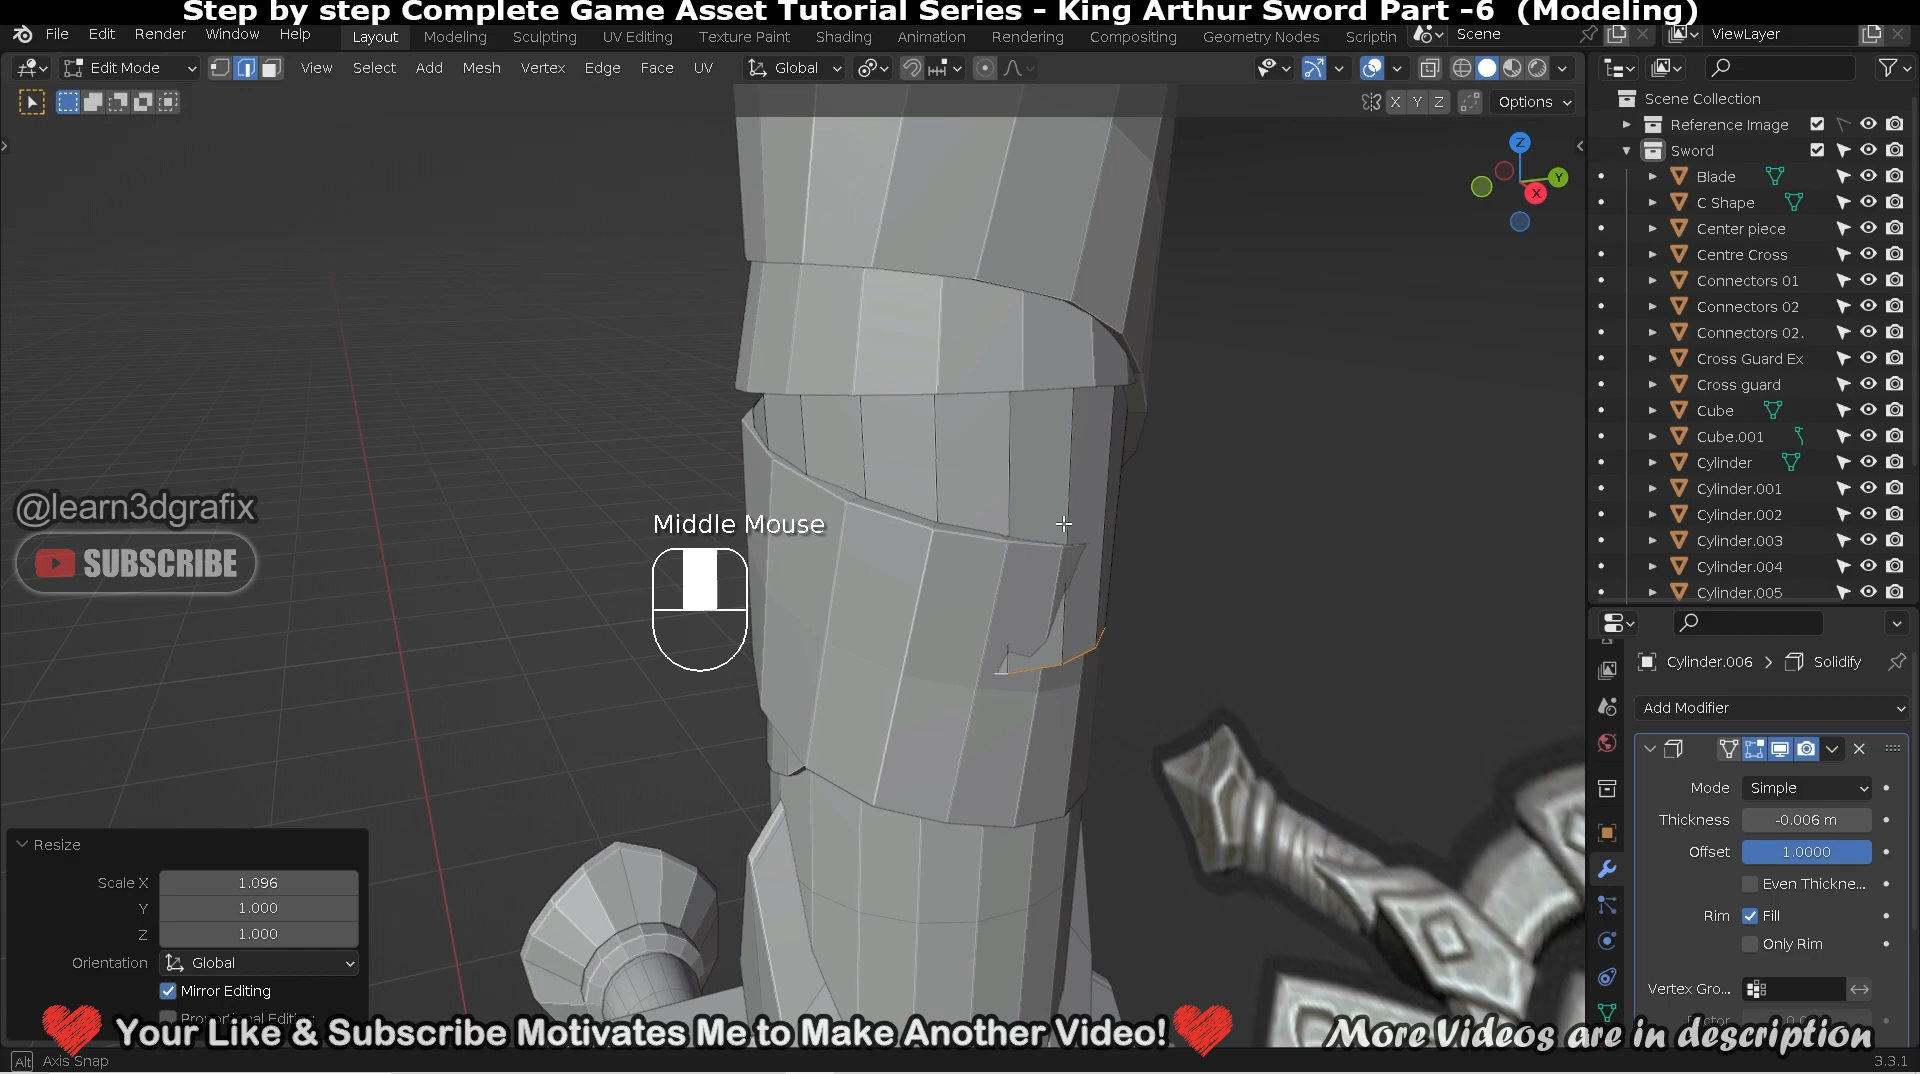 Step by step Complete Game Asset Tutorial Series - King Arthur Sword Part -6 (Modeling)
File Edit Render Window Help Layout Modeling Sculpting UV Editing Texture Paint Shading Animation Rendering Compositing Geometry Nodes Scriptin Scene ViewLayer
Edit Mode View Select Add Mesh Vertex Edge Face UV Global
X Y Z Options
Scene Collection
Reference Image
Sword
Blade
C Shape
Center piece
Centre Cross
Connectors 01
Connectors 02
Connectors 02.
Cross Guard Ex
Cross guard
Cube
Cube.001
Cylinder
Cylinder.001
Cylinder.002
Cylinder.003
Cylinder.004
Cylinder.005
Z
Y
X
@learn3dgrafix
SUBSCRIBE
Middle Mouse
Cylinder.006 > Solidify
Add Modifier
Mode Simple
Thickness -0.006 m
Offset 1.0000
Even Thickne...
Rim Fill
Only Rim
Vertex Gro...
Resize
Scale X 1.096
Y 1.000
Z 1.000
Orientation Global
Mirror Editing
Your Like & Subscribe Motivates Me to Make Another Video!
More Videos are in description
Alt Axis Snap
3.3.1